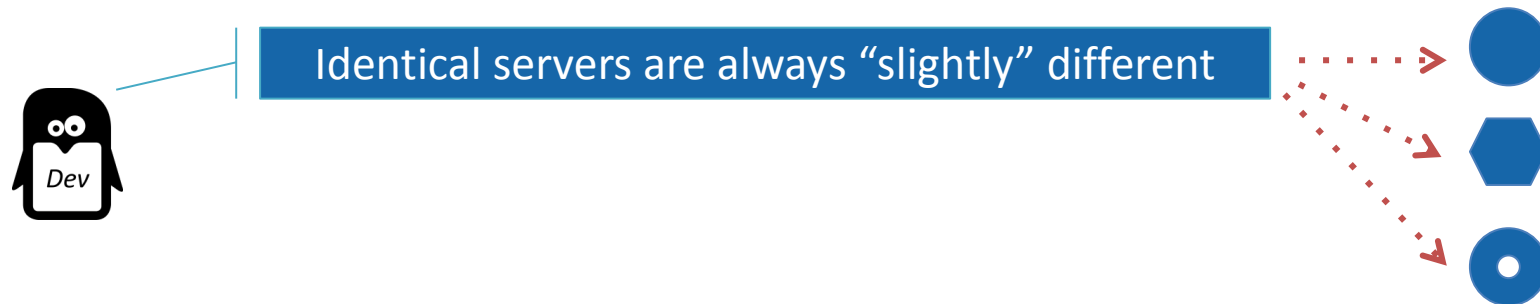 Identical servers are always “slightly” different
Dev